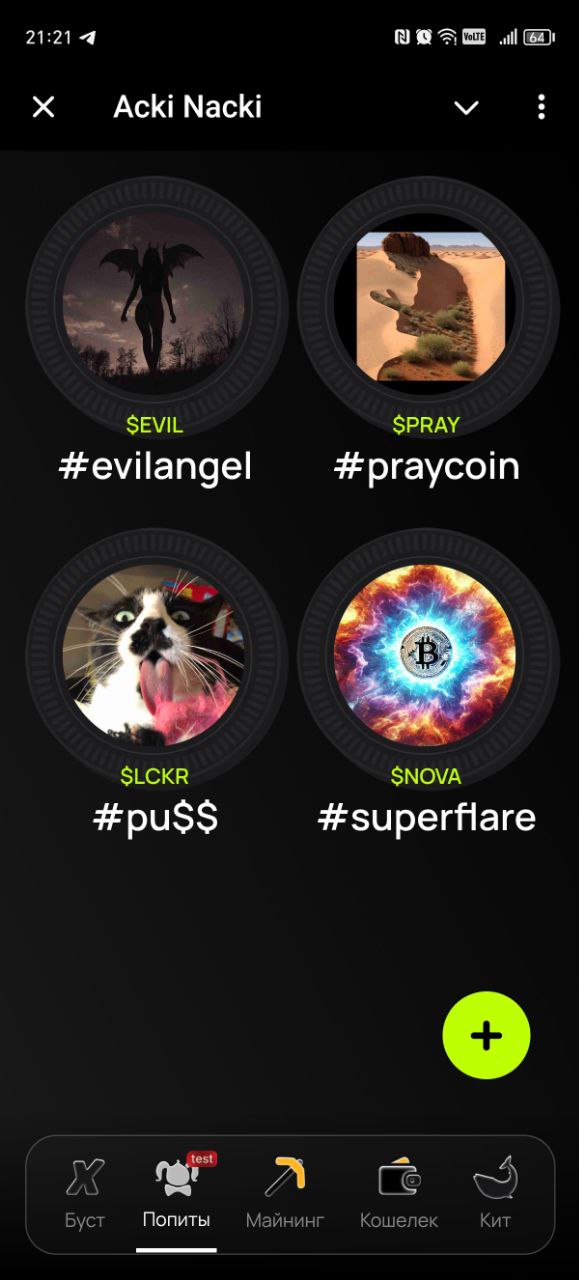 21:21
VoLTE
64
Acki Nacki
$EVIL
#evilangel
$PRAY
#praycoin
$LCKR
#pu$$
$NOVA
#superflare
test
Буст
Попиты
Майнинг
Кошелек
Кит